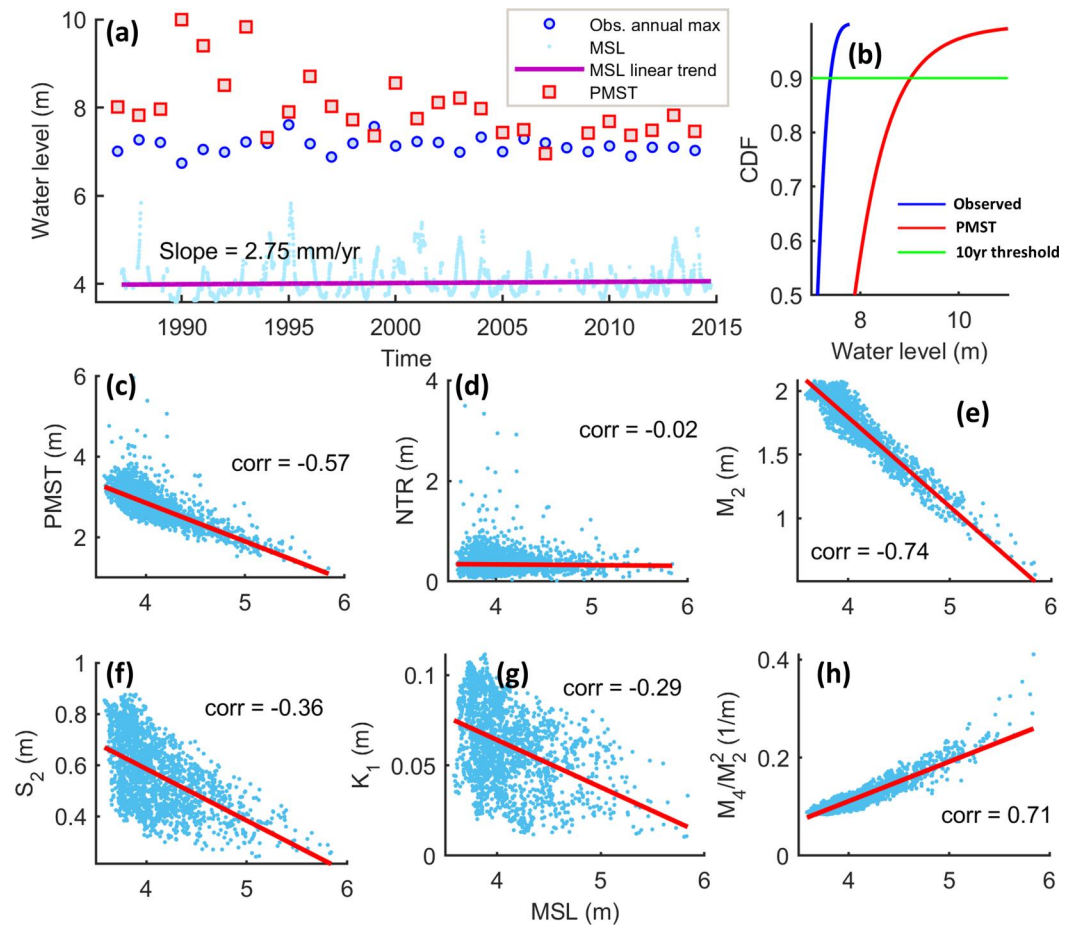 (a)
Water level (m)
10
8
6
4
Obs. annual max
MSL
MSL linear trend
PMST
Slope = 2.75 mm/yr
1990
1995
2000
2005
2010
2015
Time
(b)
CDF
0.9
0.8
0.7
0.6
0.5
Observed
PMST
10yr threshold
8
10
Water level (m)
(c)
PMST (m)
6
4
2
corr = -0.57
4
5
6
(d)
NTR (m)
4
2
0
corr = -0.02
4
5
6
(e)
M2 (m)
2
1.5
1
corr = -0.74
4
5
6
(f)
S2 (m)
1
0.8
0.6
0.4
corr = -0.36
4
5
6
(g)
K1 (m)
0.1
0.05
0
corr = -0.29
4
5
6
MSL (m)
(h)
M4/M2^2 (1/m)
0.4
0.2
0
corr = 0.71
4
5
6